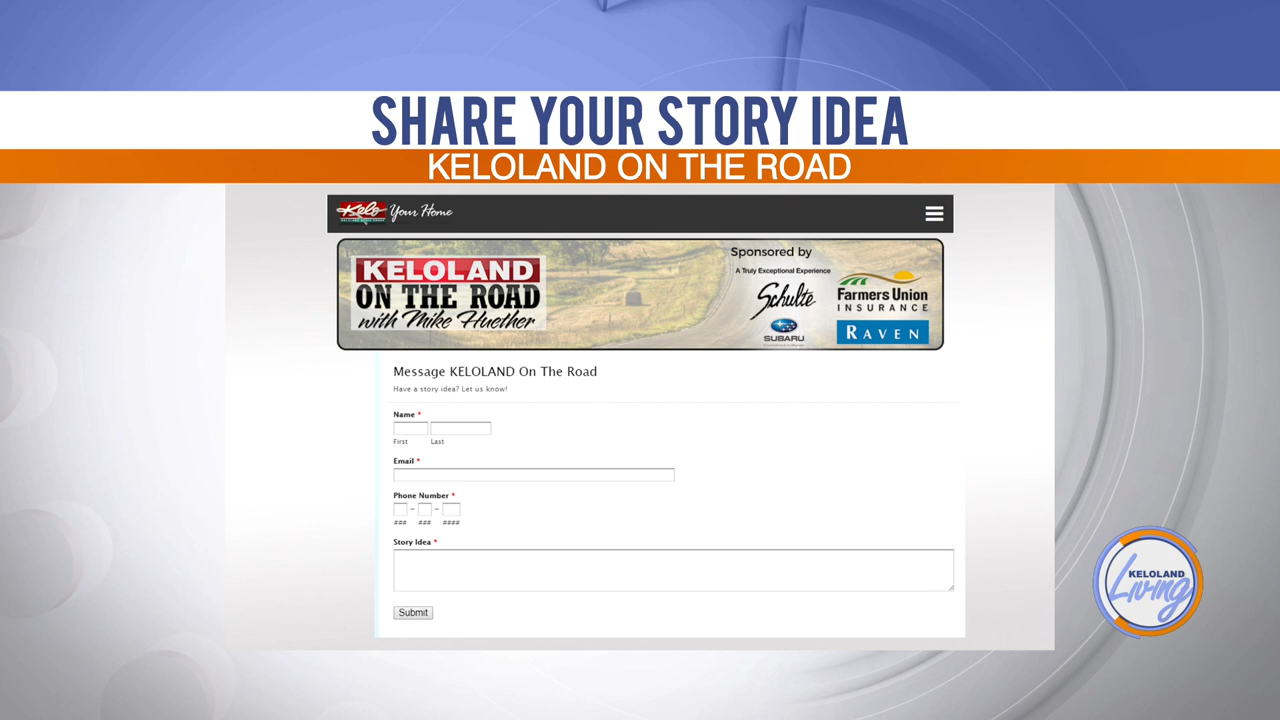 SHARE YOUR STORY IDEA
KELOLAND ON THE ROAD
Kelo Your Home
KELOLAND
ON THE ROAD
with Mike Huether
Sponsored by
A Truly Exceptional Experience
Schulte
SUBARU
Farmers Union
INSURANCE
RAVEN
Message KELOLAND On The Road
Have a story idea? Let us know!
Name *
First Last
Email *
Phone Number *
- -
### ### ####
Story Idea *
Submit
KELOLAND
Living